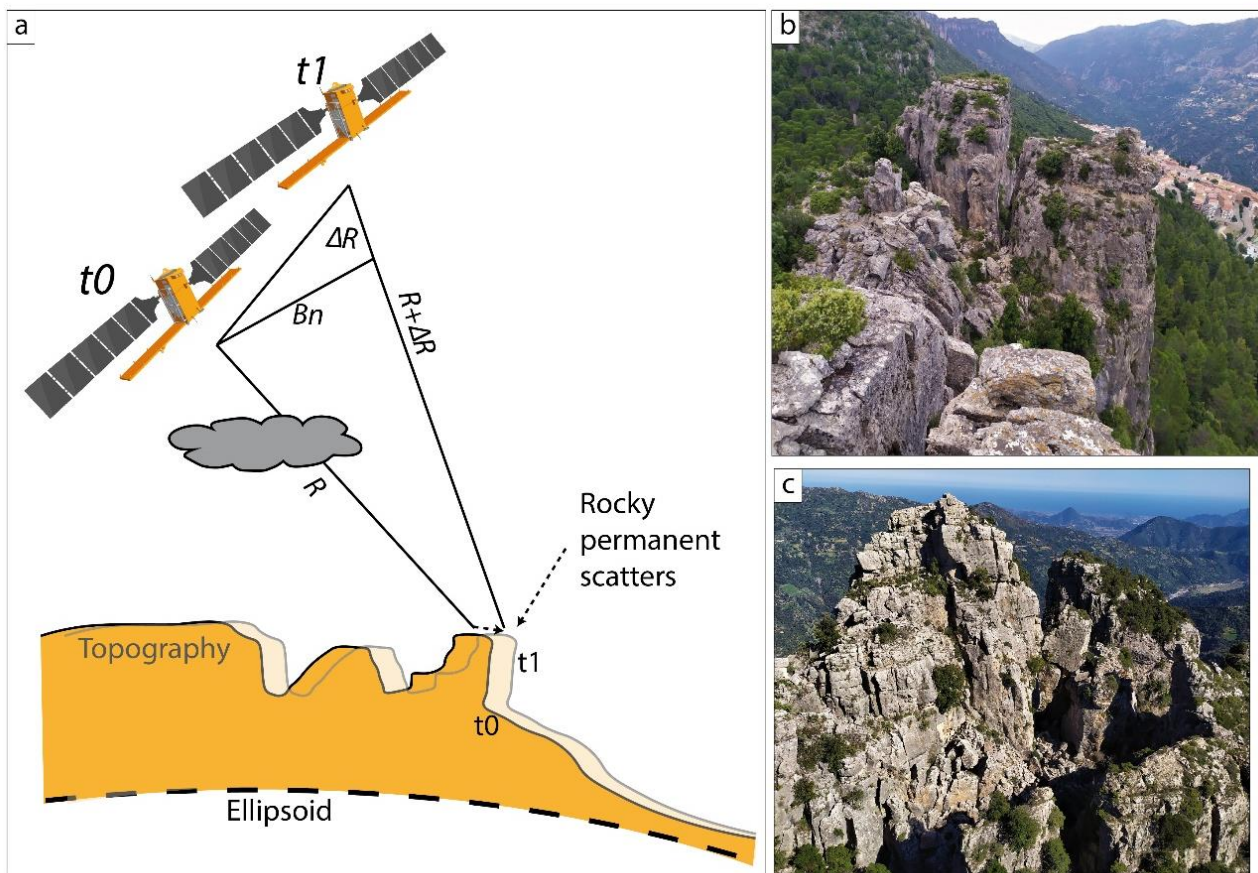 a
t1
t0
ΔR
Bn
R+ΔR
R
Rocky
permanent
scatters
Topography
t1
t0
Ellipsoid
b
c